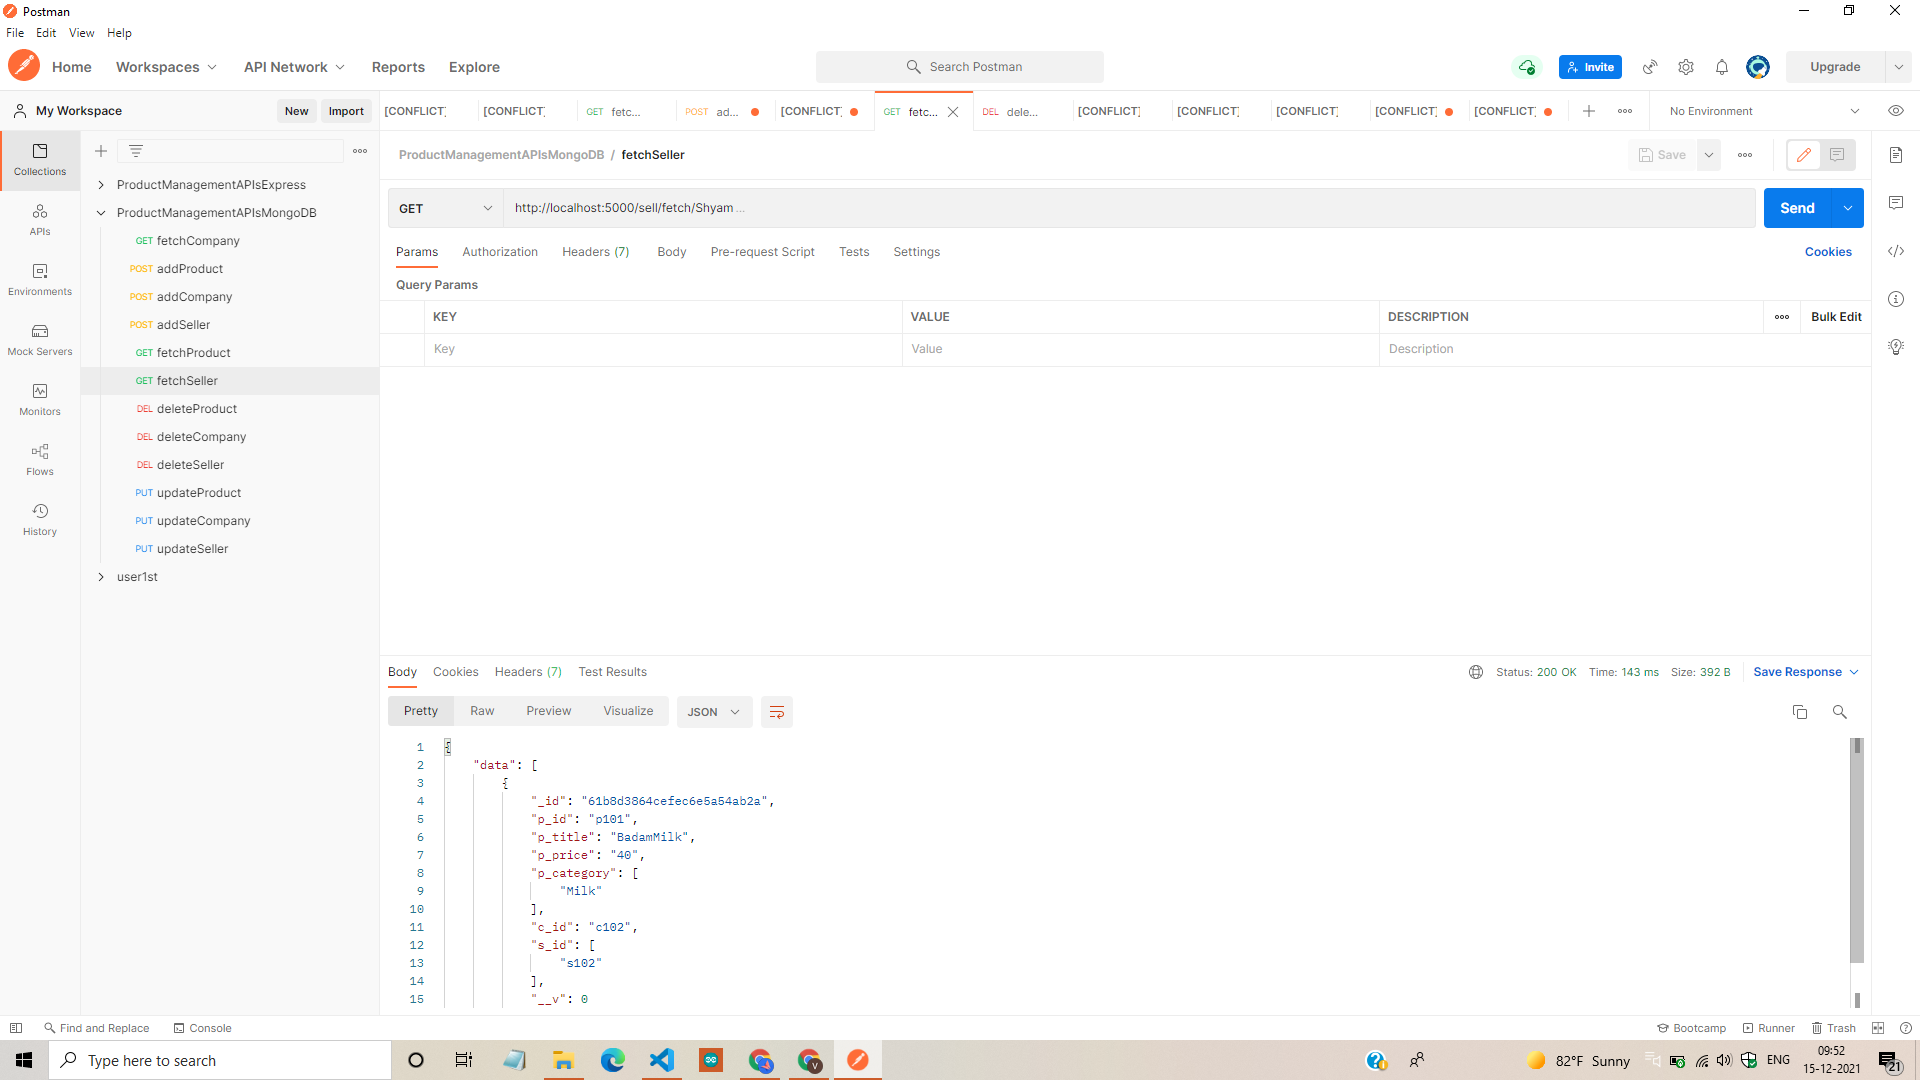 Postman
File Edit View Help
Home Workspaces API Network Reports Explore Search Postman Invite Upgrade
My Workspace New Import [CONFLICT] [CONFLICT] GET fetc... POST ad... [CONFLICT] GET fetc... DEL dele... [CONFLICT] [CONFLICT] [CONFLICT] [CONFLICT] [CONFLICT] No Environment
Collections
APIs
Environments
Mock Servers
Monitors
Flows
History
ProductManagementAPIsExpress
ProductManagementAPIsMongoDB
GET fetchCompany
POST addProduct
POST addCompany
POST addSeller
GET fetchProduct
GET fetchSeller
DEL deleteProduct
DEL deleteCompany
DEL deleteSeller
PUT updateProduct
PUT updateCompany
PUT updateSeller
user1st
ProductManagementAPIsMongoDB / fetchSeller Save
GET http://localhost:5000/sell/fetch/Shyam ... Send
Params Authorization Headers (7) Body Pre-request Script Tests Settings Cookies
Query Params
KEY VALUE DESCRIPTION Bulk Edit
Key Value Description
Body Cookies Headers (7) Test Results Status: 200 OK Time: 143 ms Size: 392 B Save Response
Pretty Raw Preview Visualize JSON
1 {
2 "data": [
3 {
4 "_id": "61b8d3864cefec6e5a54ab2a",
5 "p_id": "p101",
6 "p_title": "BadamMilk",
7 "p_price": "40",
8 "p_category": [
9 "Milk"
10 ],
11 "c_id": "c102",
12 "s_id": [
13 "s102"
14 ],
15 "__v": 0
Find and Replace Console Bootcamp Runner Trash
Type here to search 82°F Sunny ENG 09:52
15-12-2021 21